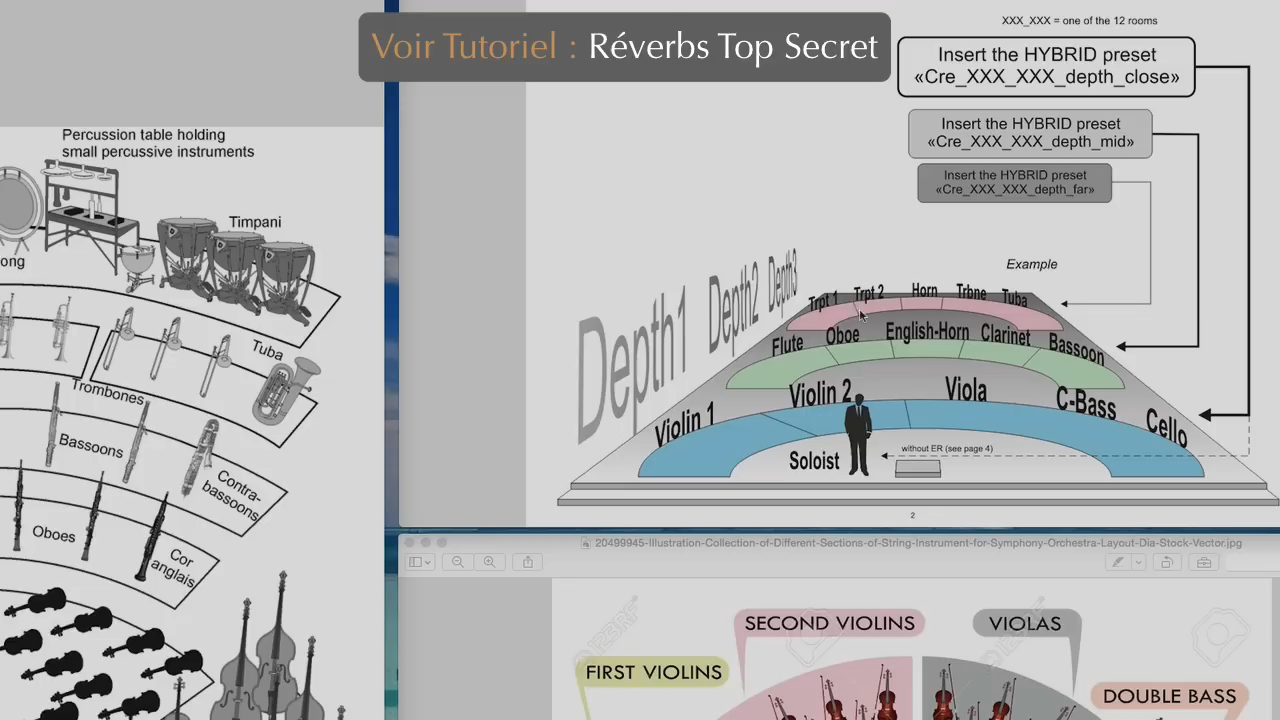 Voir Tutoriel : Réverbs Top Secret
XXX_XXX = one of the 12 rooms
Insert the HYBRID preset
«Cre_XXX_XXX_depth_close»
Insert the HYBRID preset
«Cre_XXX_XXX_depth_mid»
Insert the HYBRID preset
«Cre_XXX_XXX_depth_far»
Example
Depth1
Depth2
Depth3
Trpt 1
Trpt 2
Horn
Trbne
Tuba
Flute
Oboe
English-Horn
Clarinet
Bassoon
Violin 1
Violin 2
Viola
C-Bass
Cello
Soloist
without ER (see page 4)
2
Percussion table holding
small percussive instruments
Timpani
ong
Tuba
Trombones
Bassoons
Contra-
bassoons
Oboes
Cor
anglais
20499945-Illustration-Collection-of-Different-Sections-of-String-Instrument-for-Symphony-Orchestra-Layout-Dia-Stock-Vector.jpg
SECOND VIOLINS
VIOLAS
FIRST VIOLINS
DOUBLE BASS